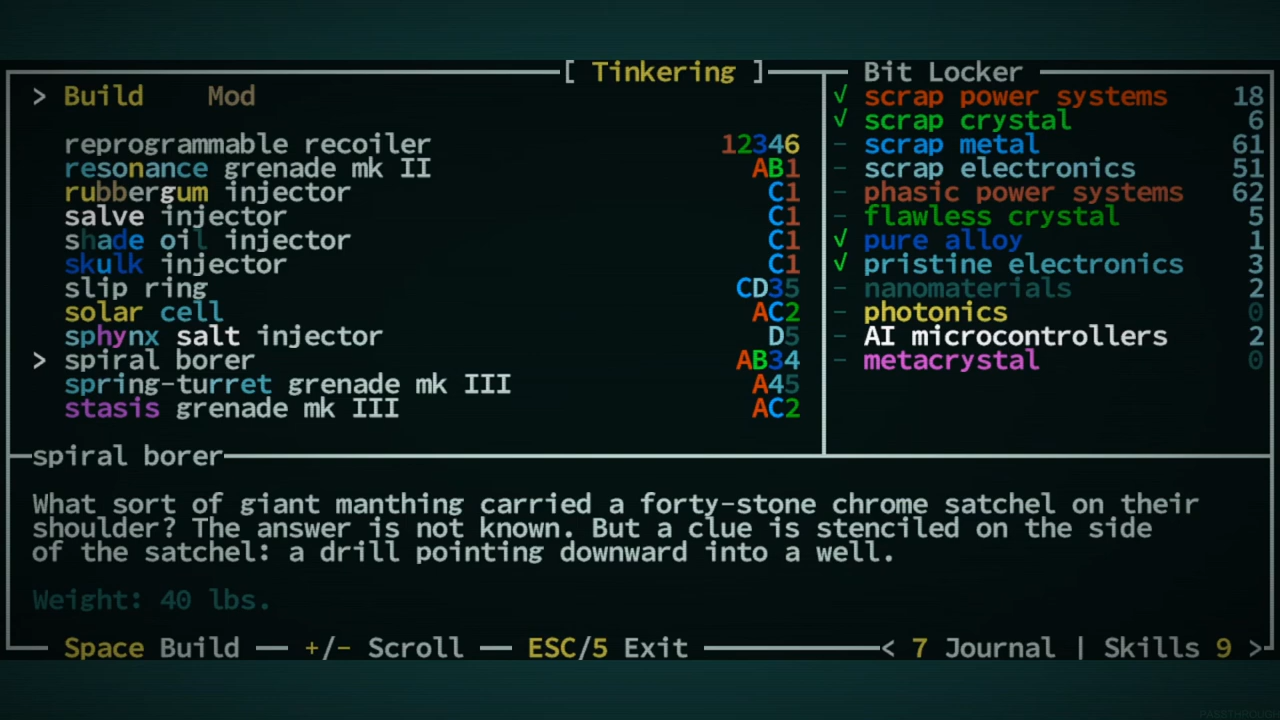 [ Tinkering ] Bit Locker
> Build Mod
√ scrap power systems 18
√ scrap crystal 6
reprogrammable recoiler 12346
- scrap metal 61
resonance grenade mk II AB1
- scrap electronics 51
rubbergum injector C1
- phasic power systems 62
salve injector C1
- flawless crystal 5
shade oil injector C1
√ pure alloy 1
skulk injector C1
√ pristine electronics 3
slip ring CD35
- nanomaterials 2
solar cell AC2
- photonics 0
sphynx salt injector D5
- AI microcontrollers 2
> spiral borer AB34
- metacrystal 0
spring-turret grenade mk III A45
stasis grenade mk III AC2
spiral borer
What sort of giant manthing carried a forty-stone chrome satchel on their
shoulder? The answer is not known. But a clue is stenciled on the side
of the satchel: a drill pointing downward into a well.
Weight: 40 lbs.
Space Build — +/- Scroll — ESC/5 Exit < 7 Journal | Skills 9 >